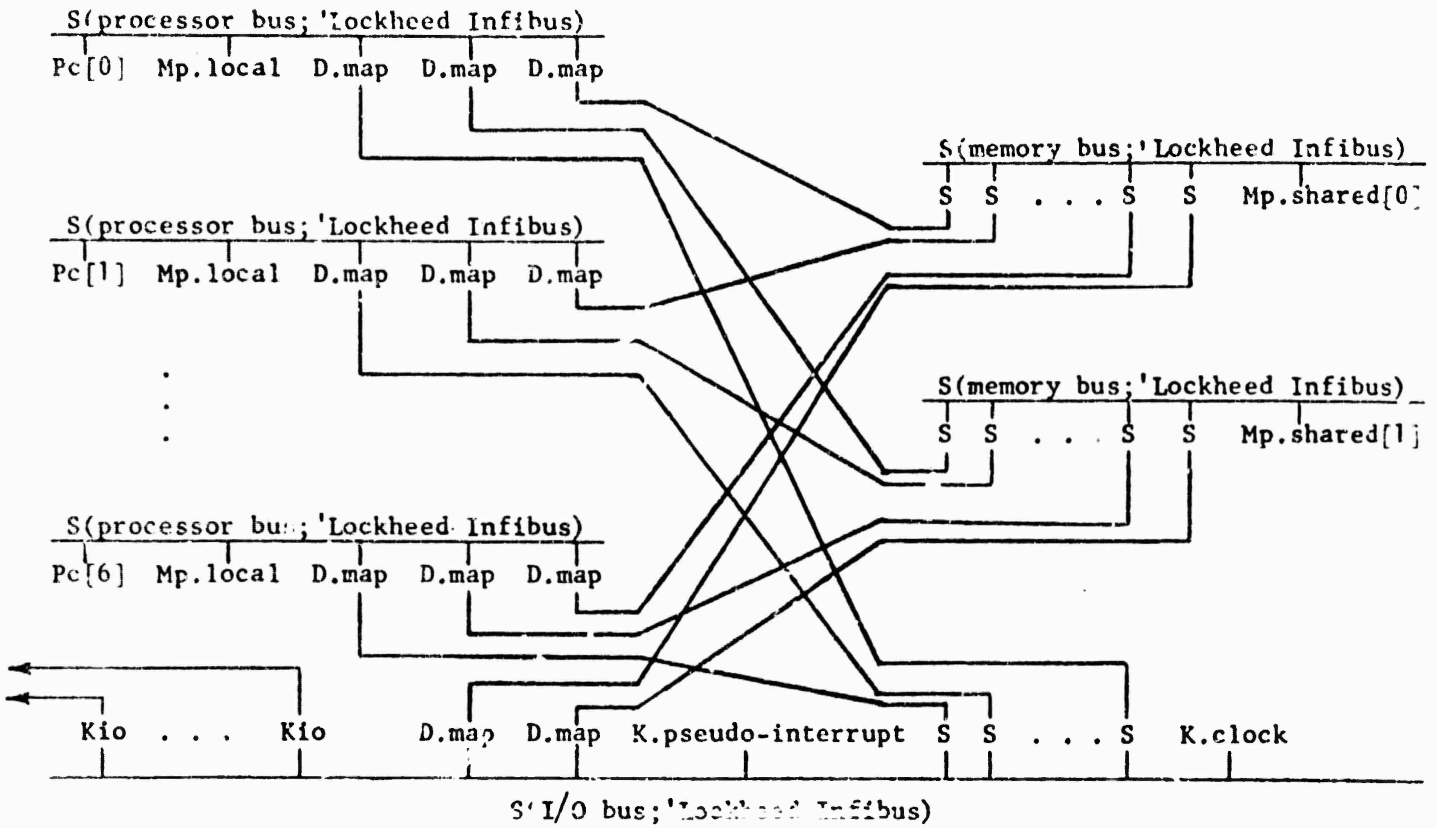 S(processor bus; 'Lockheed Infibus)
Pc[0] Mp.local D.map D.map D.map
S(memory bus;'Lockheed Infibus)
S S . . . S S Mp.shared[0]
S(processor bus; 'Lockheed Infibus)
Pc[1] Mp.local D.map D.map D.map
S(memory bus;'Lockheed Infibus)
S S . . . S S Mp.shared[1]
S(processor bus; 'Lockheed Infibus)
Pc[6] Mp.local D.map D.map D.map
Kio . . . Kio D.map D.map K.pseudo-interrupt S S . . . S K.clock
S(I/O bus;'Lockheed Infibus)